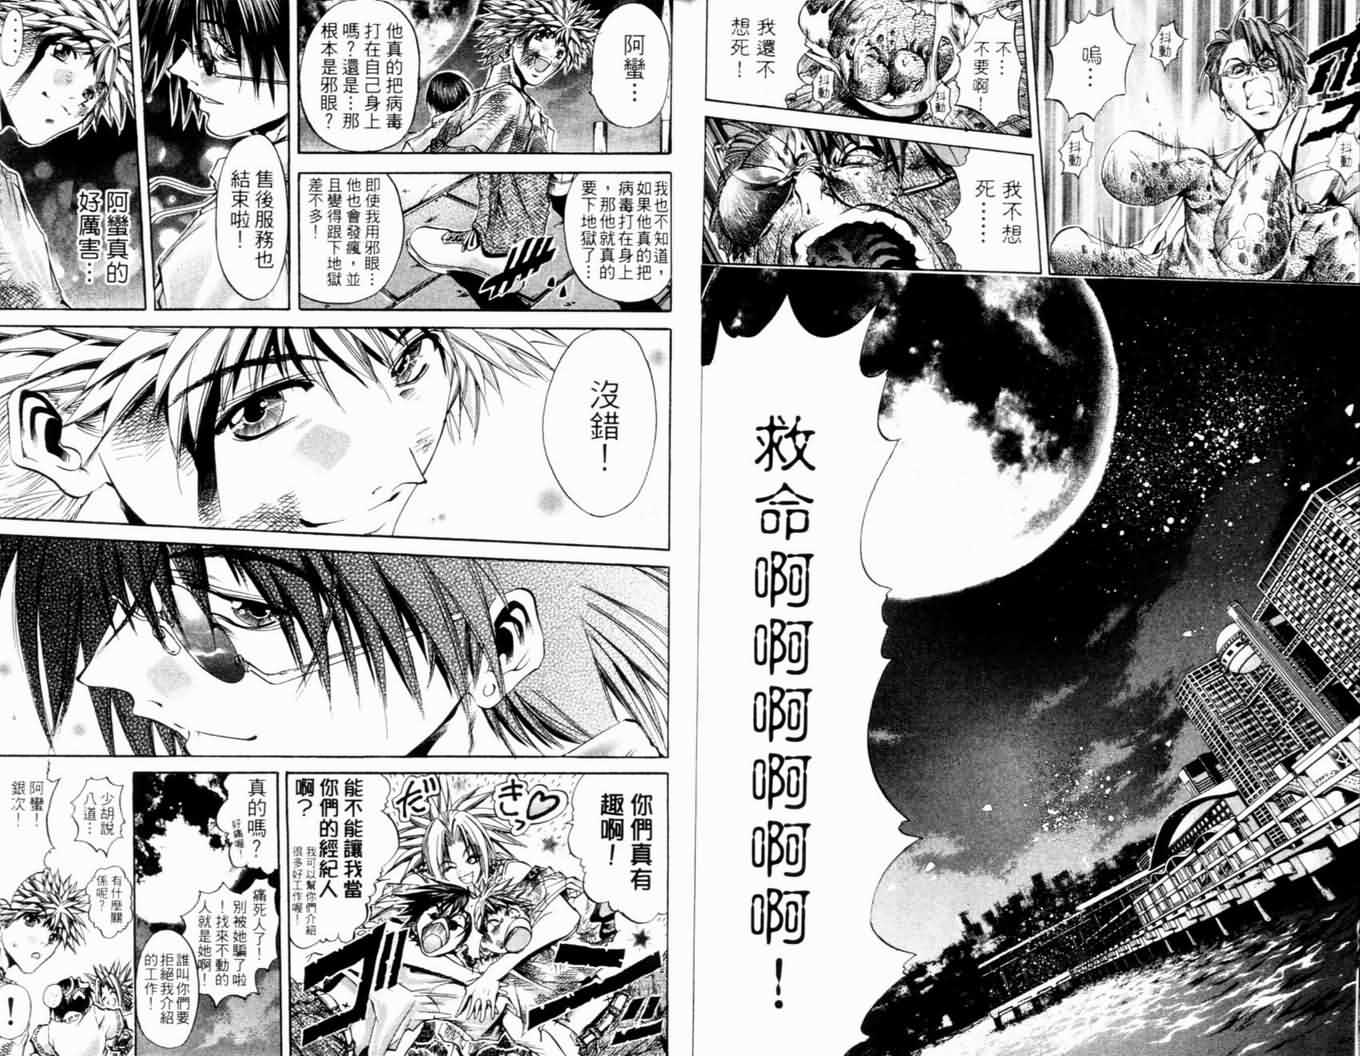 嗚…
抖動
抖動
抖動
不…
不要啊！
我還不
想死！
抖動
抖動
我不想
死……
救命啊啊啊啊啊啊！
阿蠻…
他真的把病毒
打在自己身上
嗎？還是…那
根本是邪眼？
我也不知道，
如果他真的把
病毒打在身上
，那他就真的
要下地獄了…
即使我用邪眼…
他也會發瘋，並
且變得跟下地獄
差不多！
售後服務也
結束啦！
……
阿蠻真的
好厲害…
沒錯！
你們真有
趣啊！
きっ♡
だ
能不能讓我當
你們的經紀人
啊？
我可以幫你們介紹
很多好工作喔！
真的嗎？
好痛喔！
痛死人了！
別被她騙了啦
！找來不動的
人就是她啊！
誰叫你們要
拒絕我介紹
的工作！
少胡說
八道…
阿蠻！
銀次！
有什麼關
係呢？
！